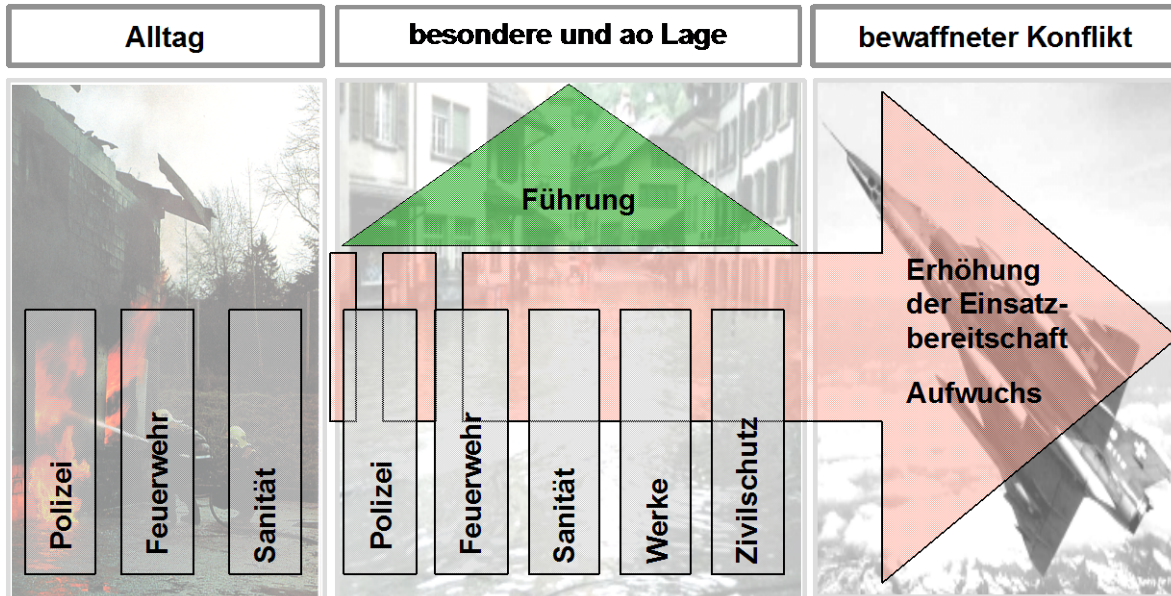 Alltag
besondere und ao Lage
bewaffneter Konflikt
Führung
Erhöhung
der Einsatz-
bereitschaft
Aufwuchs
Polizei
Feuerwehr
Sanität
Polizei
Feuerwehr
Sanität
Werke
Zivilschutz